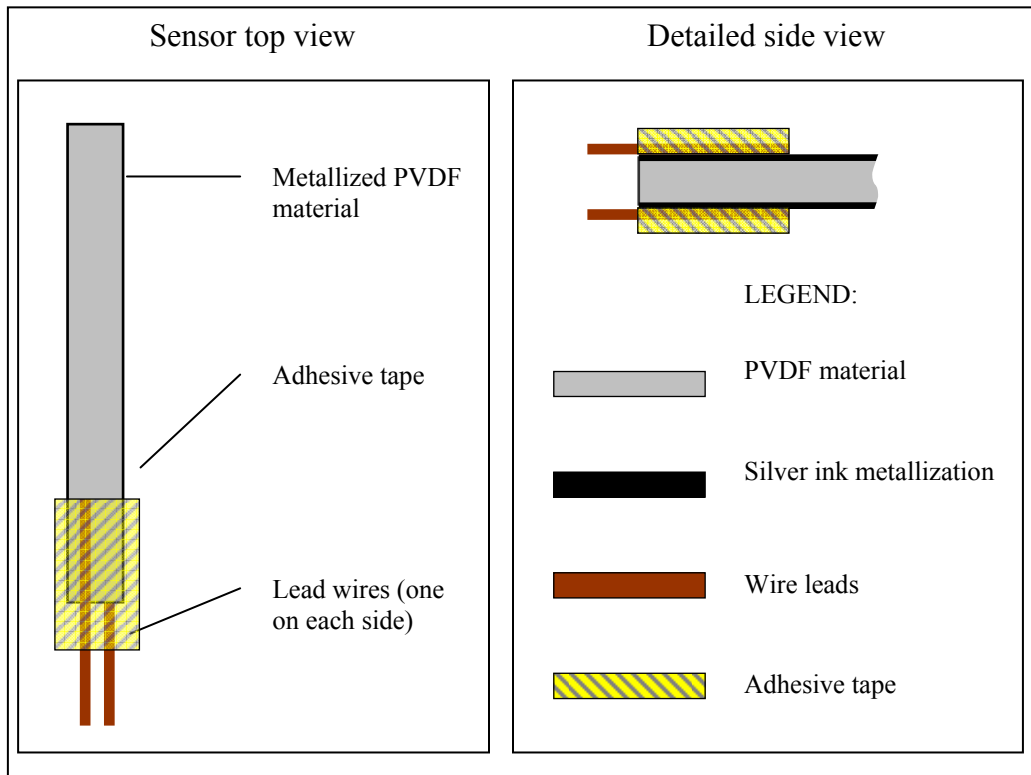 Sensor top view
Detailed side view
Metallized PVDF
material
Adhesive tape
Lead wires (one
on each side)
LEGEND:
PVDF material
Silver ink metallization
Wire leads
Adhesive tape